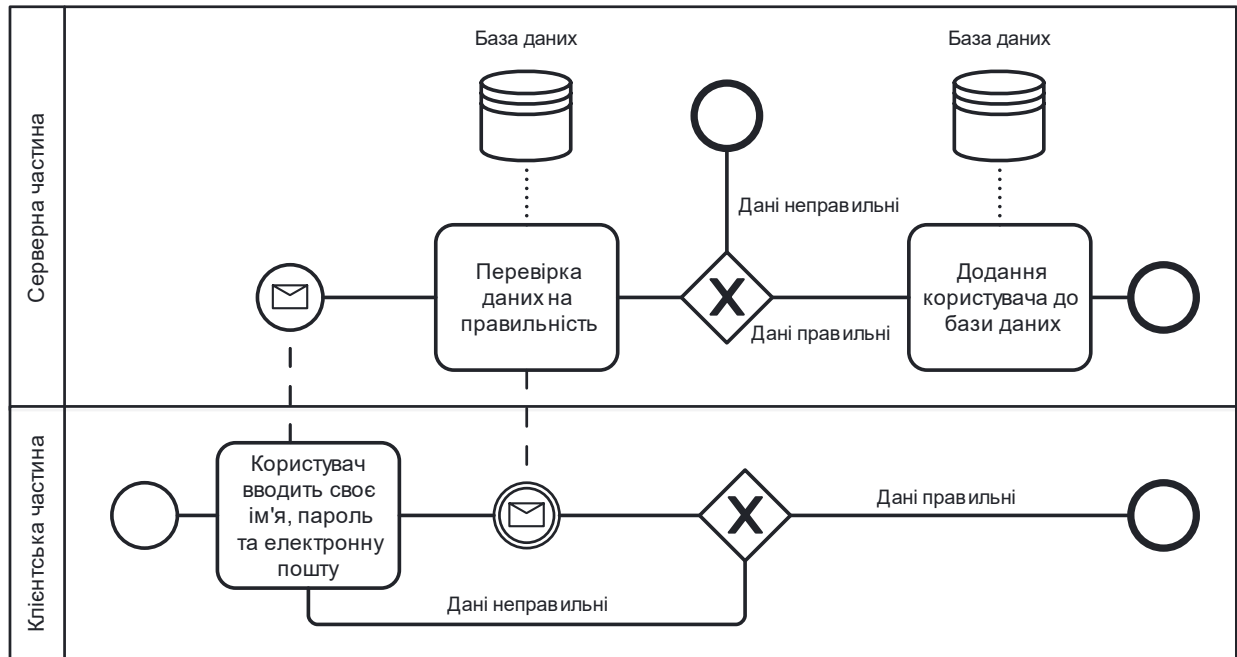 Серверна частина
База даних
База даних
Дані неправильні
Перевірка
даних на
правильність
Дані правильні
Додання
користувача до
бази даних
Клієнтська частина
Користувач
вводить своє
ім'я, пароль
та електронну
пошту
Дані правильні
Дані неправильні